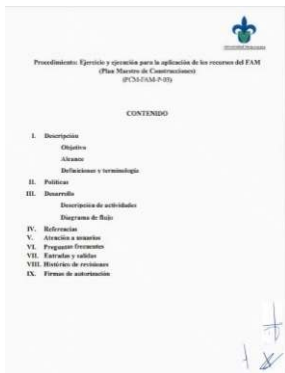 Procedimiento: Ejercicio y ejecución para la aplicación de los recursos del FAM
(Plan Maestro de Construcciones)
(PCM-FAM-P-05)
CONTENIDO
I. Descripción
Objetivo
Alcance
Definiciones y terminología
II. Políticas
III. Desarrollo
Descripción de actividades
Diagrama de flujo
IV. Referencias
V. Atención a usuarios
VI. Preguntas frecuentes
VII. Entradas y salidas
VIII. Histórico de revisiones
IX. Firmas de autorización